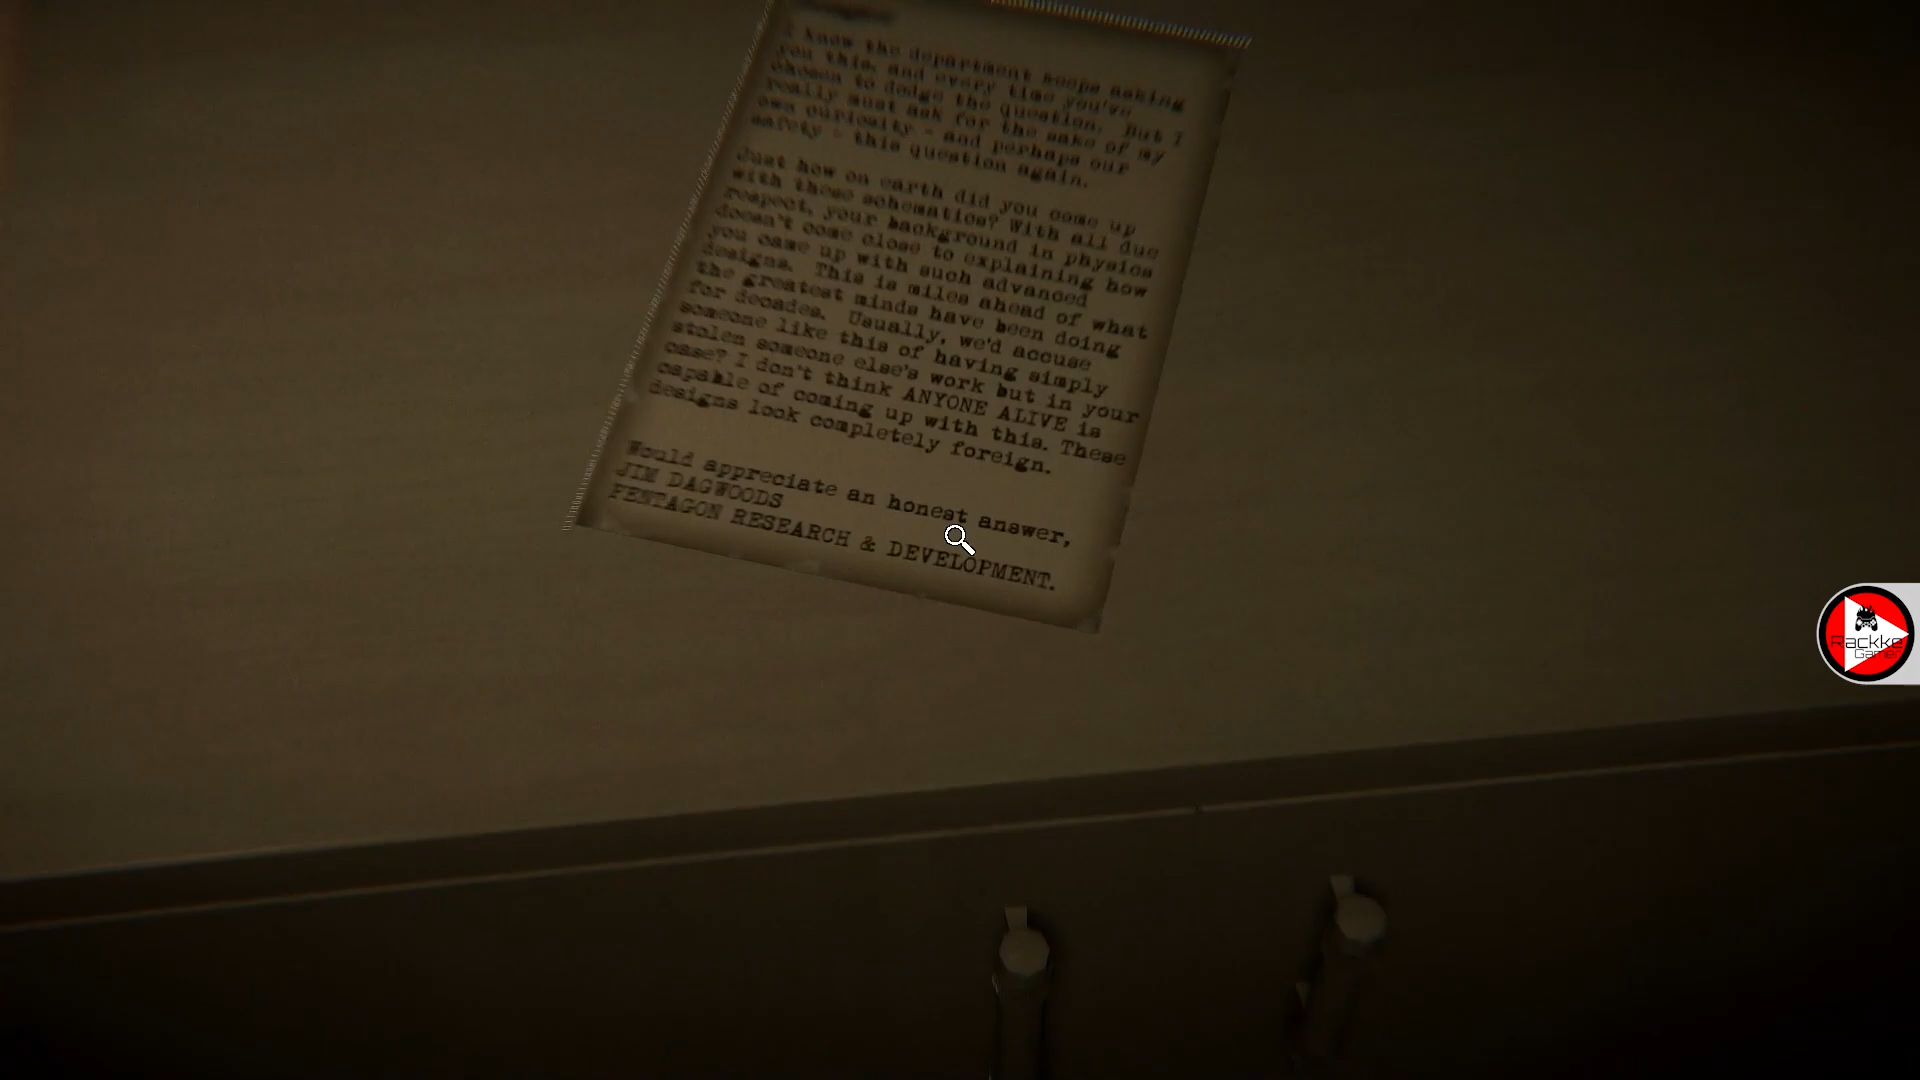 I know the department keeps asking
you this, and every time you've
chosen to dodge the question. But I
really must ask for the sake of my
own curiosity - and perhaps our
safety - this question again.
Just how on earth did you come up
with these schematics? With all due
respect, your background in physics
doesn't come close to explaining how
you came up with such advanced
designs. This is miles ahead of what
the greatest minds have been doing
for decades. Usually, we'd accuse
someone like this of having simply
stolen someone else's work but in your
case? I don't think ANYONE ALIVE is
capable of coming up with this. These
designs look completely foreign.
Would appreciate an honest answer,
JIM DAGWOODS
PENTAGON RESEARCH & DEVELOPMENT.
Rackke
Gamer